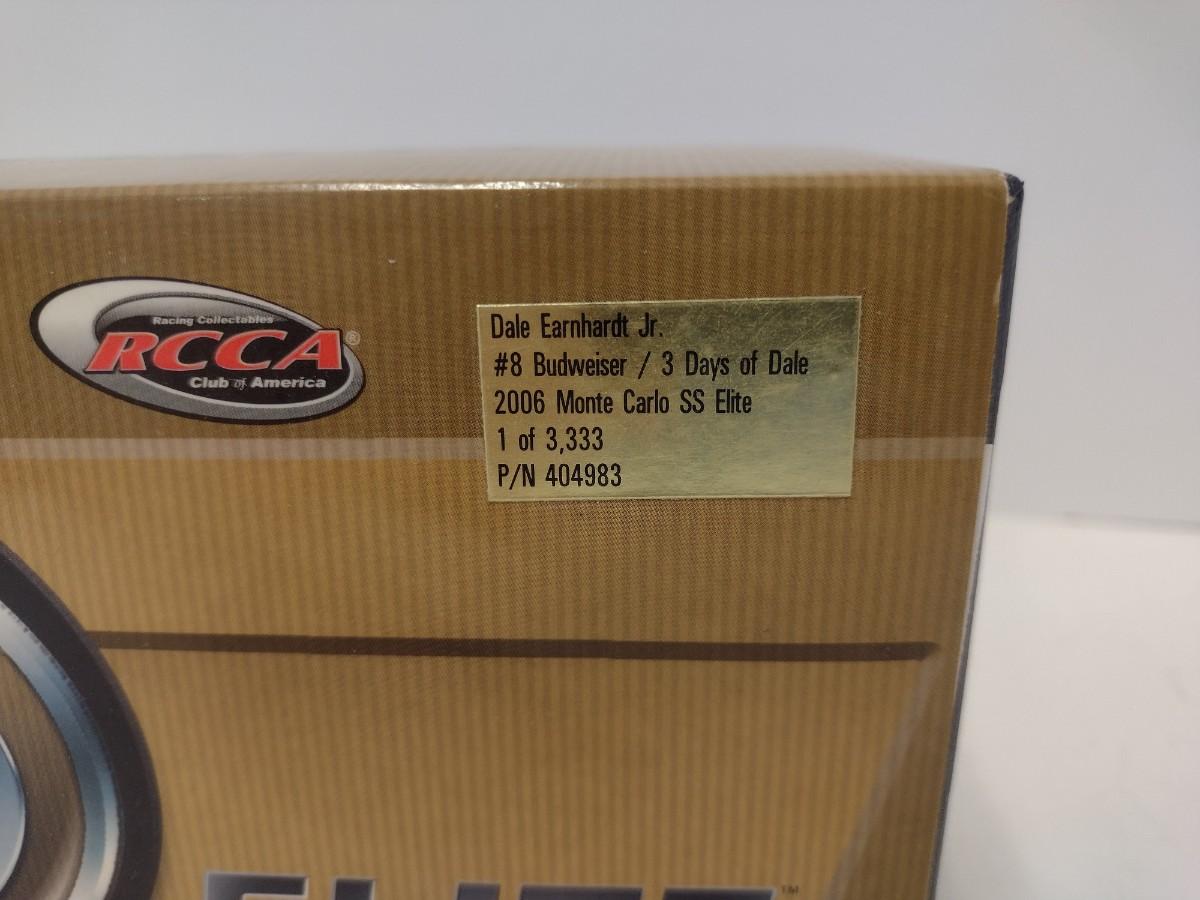 Racing Collectables
RCCA®
Club of America
Dale Earnhardt Jr.
#8 Budweiser / 3 Days of Dale
2006 Monte Carlo SS Elite
1 of 3,333
P/N 404983
ELITE™